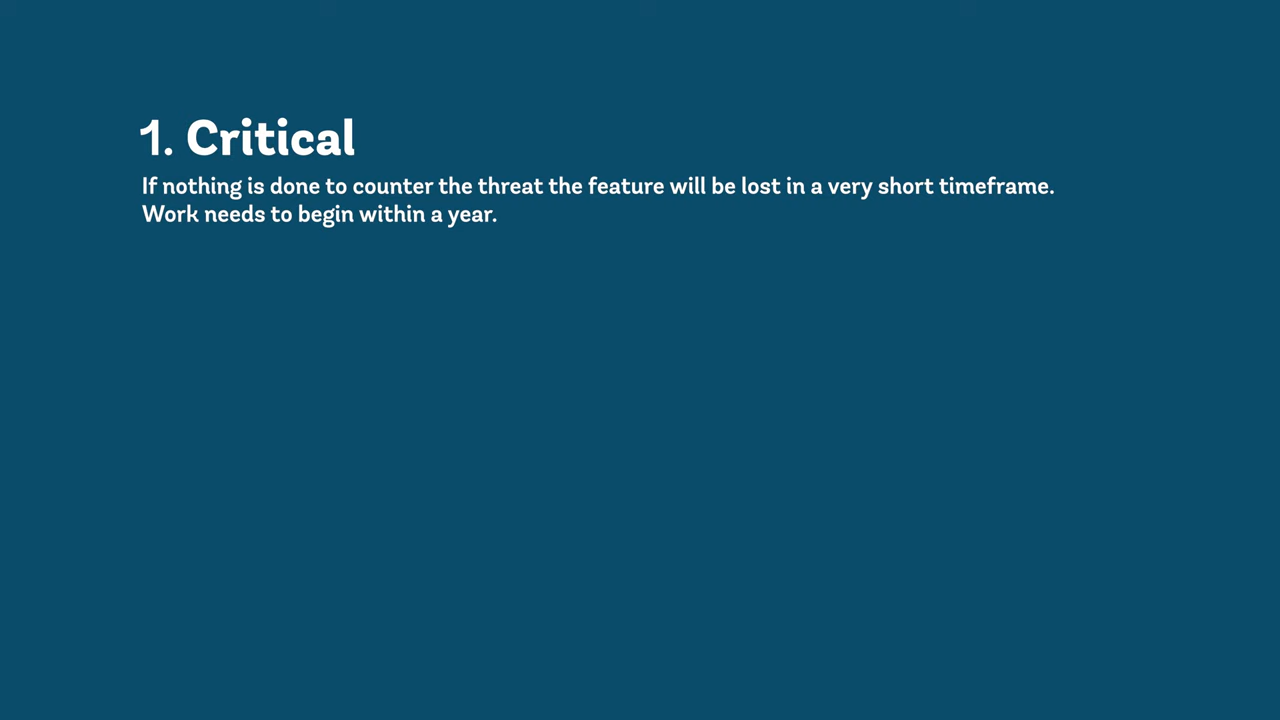 1. Critical
If nothing is done to counter the threat the feature will be lost in a very short timeframe.
Work needs to begin within a year.